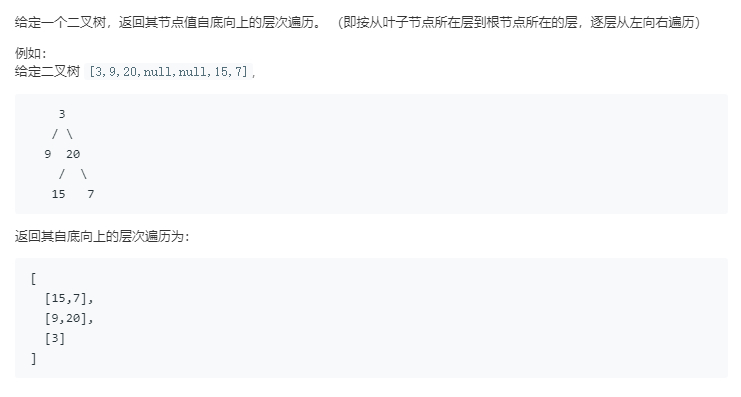 给定一个二叉树，返回其节点值自底向上的层次遍历。 （即按从叶子节点所在层到根节点所在的层，逐层从左向右遍历）
例如：
给定二叉树 [3,9,20,null,null,15,7],
3
/ \
9 20
/ \
15 7
返回其自底向上的层次遍历为：
[
[15,7],
[9,20],
[3]
]